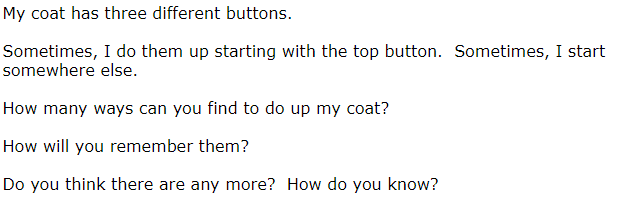 My coat has three different buttons.
Sometimes, I do them up starting with the top button.  Sometimes, I start
somewhere else.
How many ways can you find to do up my coat?
How will you remember them?
Do you think there are any more?  How do you know?